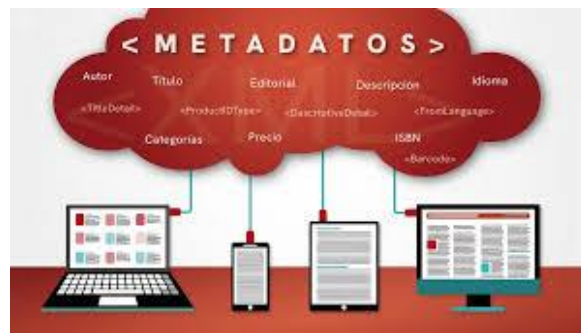 <METADATOS>
Autor Título Editorial Descripción Idioma
<TitleDetail> <ProductIDType> <DescriptiveDetail> <FromLanguage>
Categorías Precio ISBN
<Barcode>